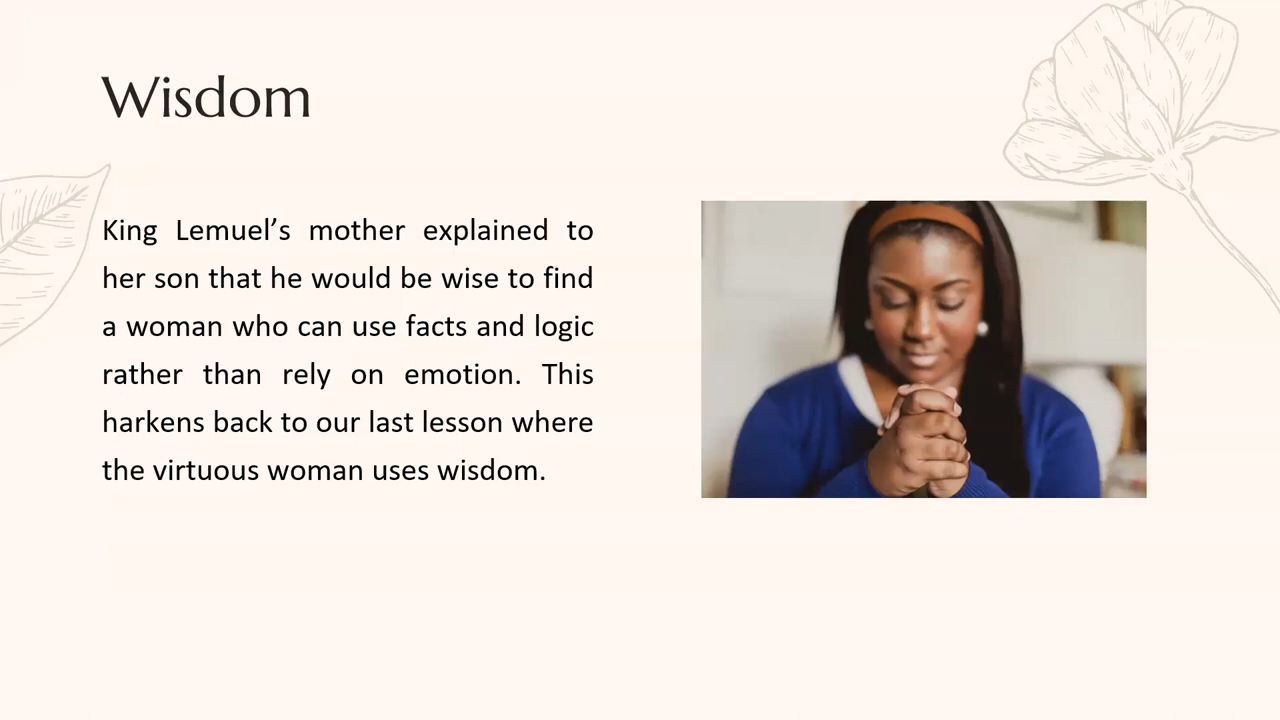 Wisdom
King Lemuel’s mother explained to
her son that he would be wise to find
a woman who can use facts and logic
rather than rely on emotion. This
harkens back to our last lesson where
the virtuous woman uses wisdom.